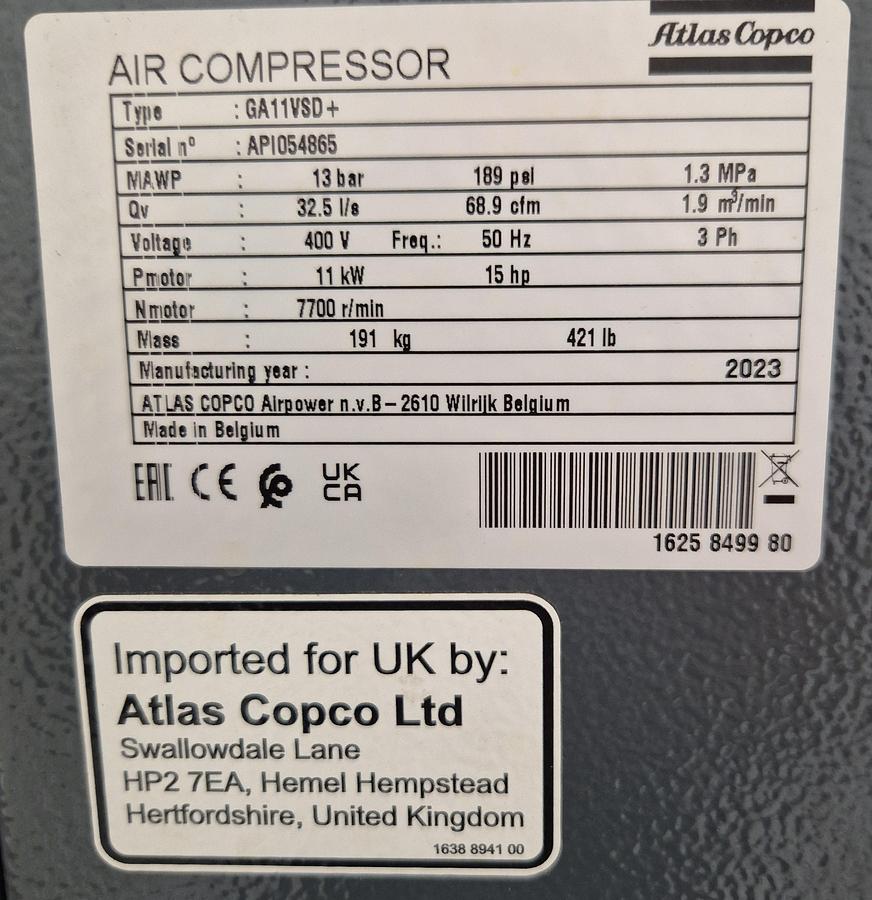 Atlas Copco
AIR COMPRESSOR
Type : GA11VSD+
Serial nº : API054865
MAWP : 13 bar 189 psi 1.3 MPa
Qv : 32.5 l/s 68.9 cfm 1.9 m³/min
Voltage : 400 V Freq.: 50 Hz 3 Ph
Pmotor : 11 kW 15 hp
Nmotor : 7700 r/min
Mass : 191 kg 421 lb
Manufacturing year : 2023
ATLAS COPCO Airpower n.v.B-2610 Wilrijk Belgium
Made in Belgium
EAC CE UK
CA
1625 8499 80
Imported for UK by:
Atlas Copco Ltd
Swallowdale Lane
HP2 7EA, Hemel Hempstead
Hertfordshire, United Kingdom
1638 8941 00